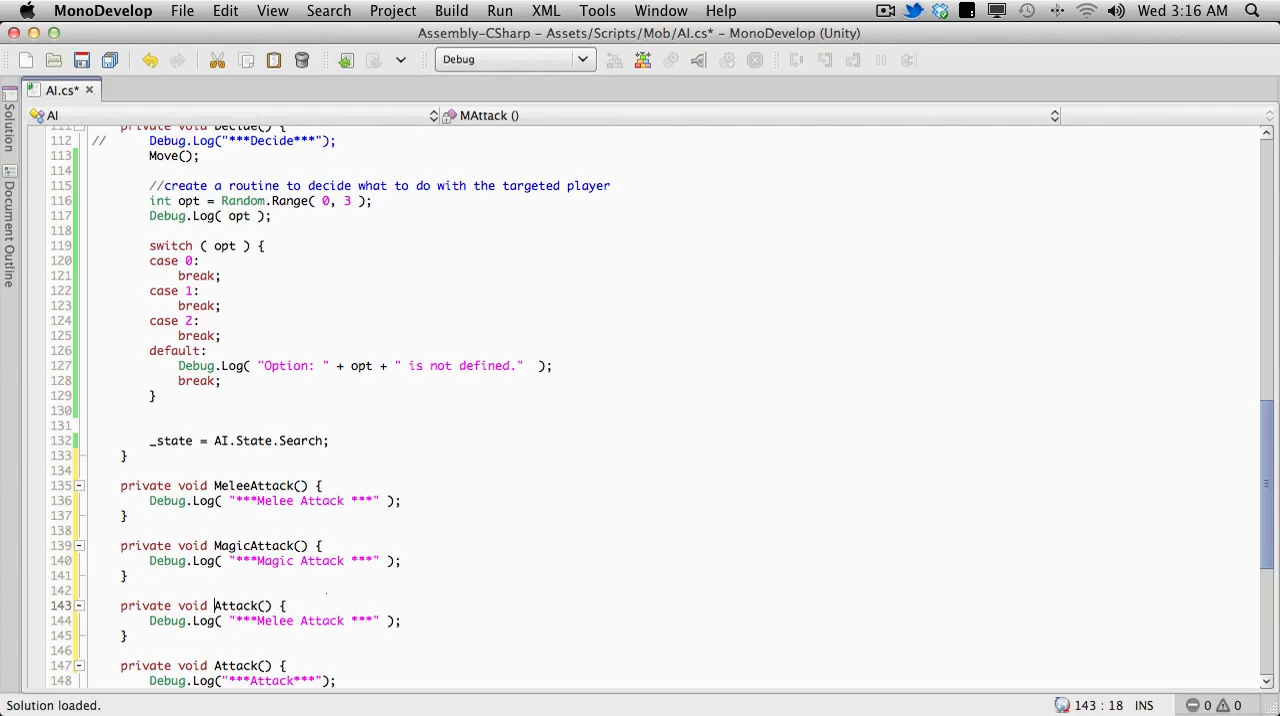 MonoDevelop File Edit View Search Project Build Run XML Tools Window Help Wed 3:16 AM
Assembly-CSharp - Assets/Scripts/Mob/AI.cs* - MonoDevelop (Unity)
Debug
AI.cs*
AI MAttack ()
Solution
Document Outline
111 private void Decide() {
112 // Debug.Log("***Decide***");
113 Move();
114
115 //create a routine to decide what to do with the targeted player
116 int opt = Random.Range( 0, 3 );
117 Debug.Log( opt );
118
119 switch ( opt ) {
120 case 0:
121 break;
122 case 1:
123 break;
124 case 2:
125 break;
126 default:
127 Debug.Log( "Option: " + opt + " is not defined."  );
128 break;
129 }
130
131
132 _state = AI.State.Search;
133 }
134
135 private void MeleeAttack() {
136 Debug.Log( "***Melee Attack ***" );
137 }
138
139 private void MagicAttack() {
140 Debug.Log( "***Magic Attack ***" );
141 }
142
143 private void Attack() {
144 Debug.Log( "***Melee Attack ***" );
145 }
146
147 private void Attack() {
148 Debug.Log("***Attack***");
Solution loaded. 143 : 18 INS 0 0